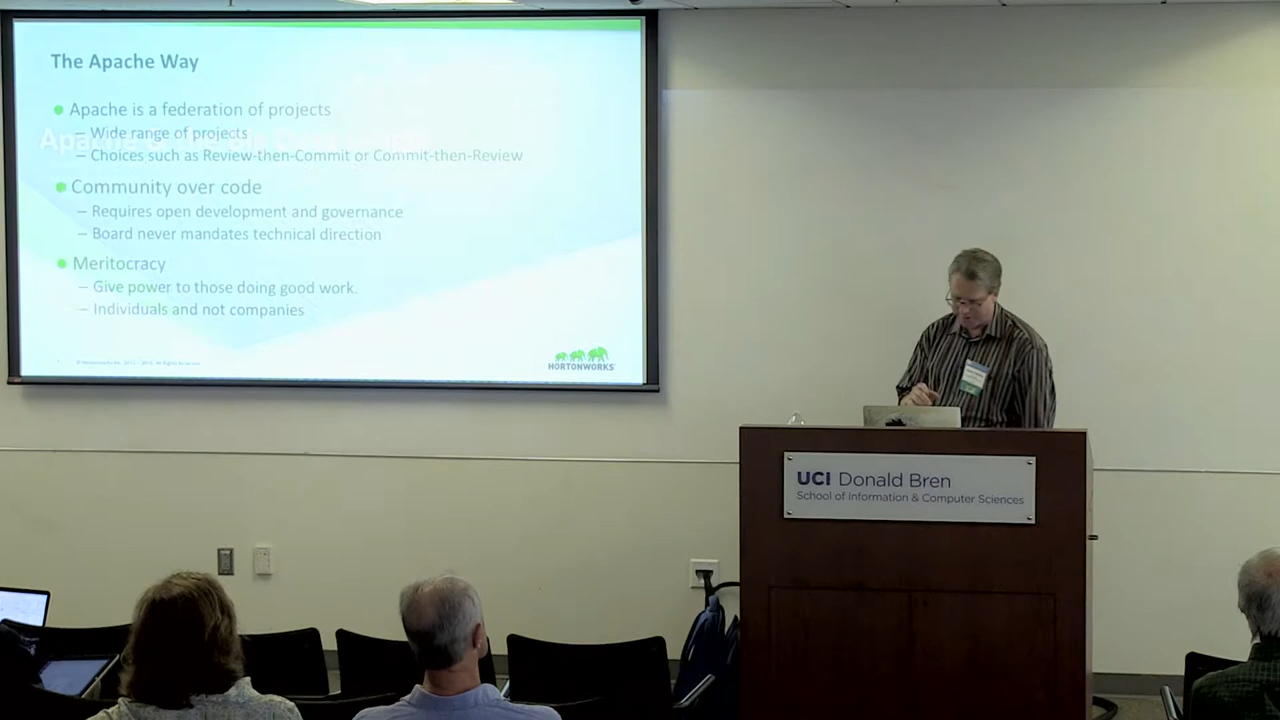 The Apache Way
Apache is a federation of projects
– Wide range of projects
– Choices such as Review-then-Commit or Commit-then-Review
Community over code
– Requires open development and governance
– Board never mandates technical direction
Meritocracy
– Give power to those doing good work.
– Individuals and not companies
HORTONWORKS
UCI Donald Bren
School of Information & Computer Sciences